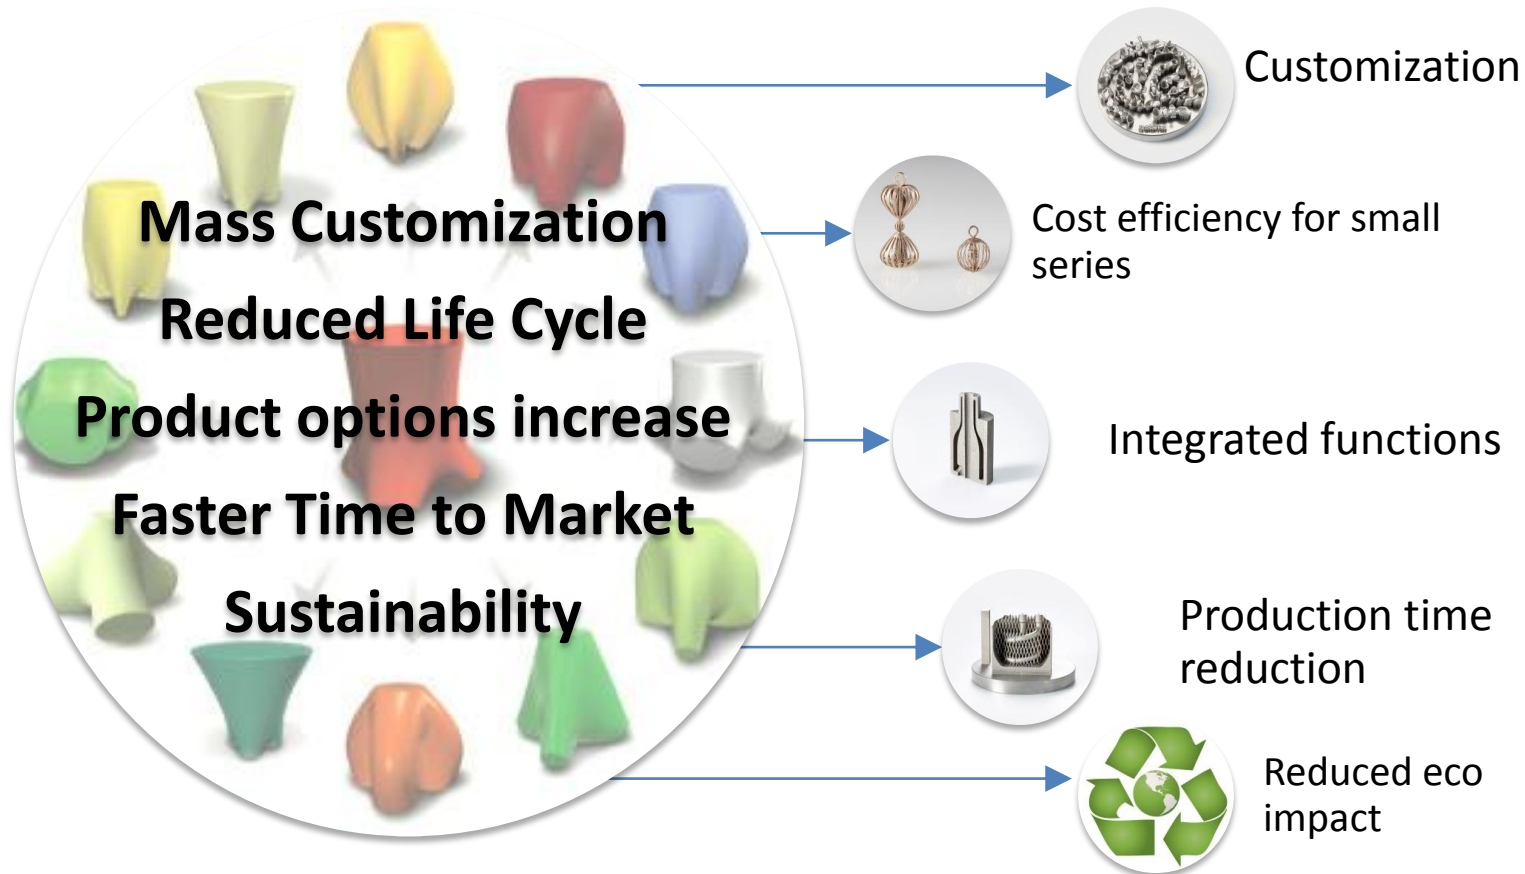 Mass Customization
Reduced Life Cycle
Product options increase
Faster Time to Market
Sustainability
Customization
Cost efficiency for small
series
Integrated functions
Production time
reduction
Reduced eco
impact